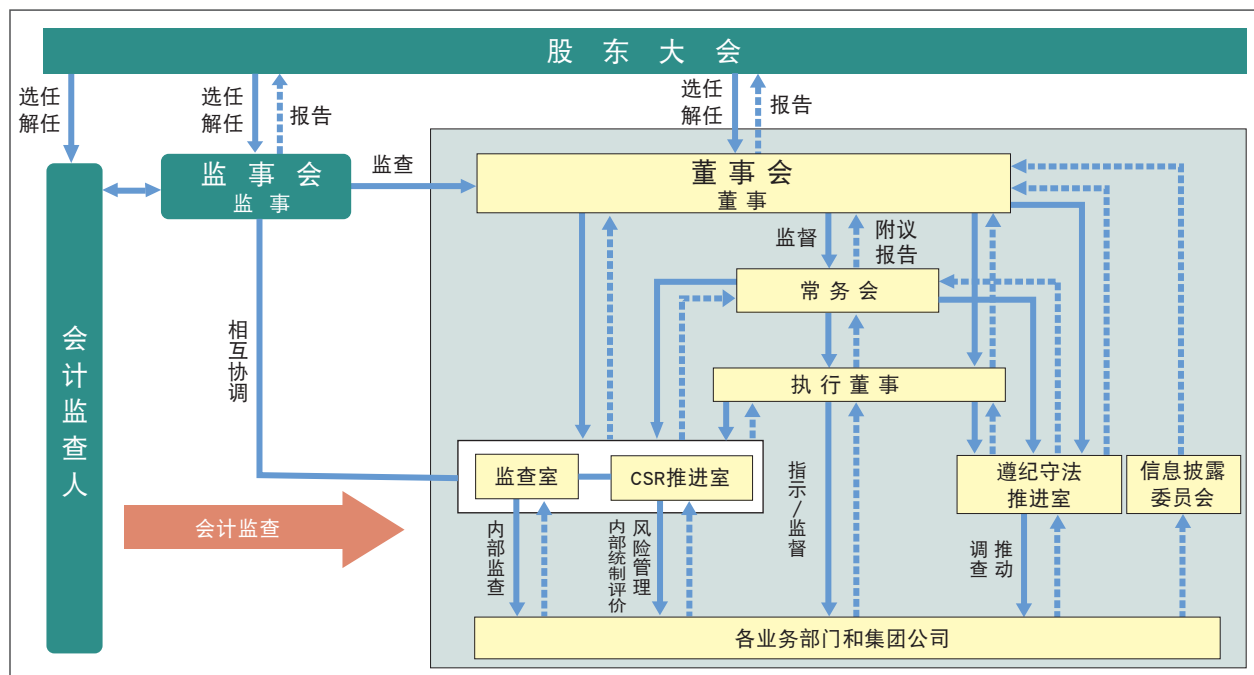 股东大会
选任
解任
选任
解任
报告
选任
解任
报告
监事会
监事
监查
董事会
董事
监督
附议
报告
常务会
执行董事
会计监查人
相互协调
监查室
CSR推进室
遵纪守法
推进室
信息披露
委员会
会计监查
内部监查
内部统制评价
风险管理
指示/监督
调查
推动
各业务部门和集团公司